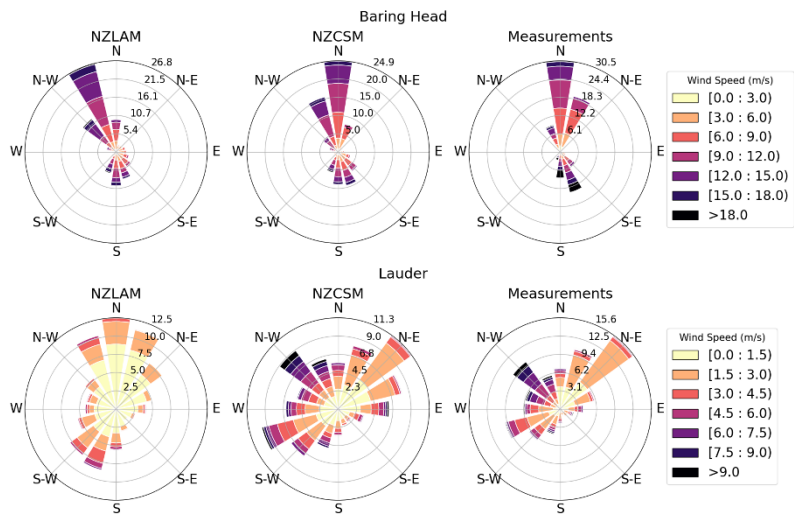 Baring Head
NZLAM
NZCSM
Measurements
N
26.8
N
24.9
N
30.5
N-W
21.5
N-E
N-W
20.0
N-E
N-W
24.4
N-E
16.1
15.0
18.3
10.7
10.0
12.2
5.4
5.0
6.1
W
E
W
E
W
E
S-W
S-E
S-W
S-E
S-W
S-E
S
S
S
Wind Speed (m/s)
[0.0 : 3.0)
[3.0 : 6.0)
[6.0 : 9.0)
[9.0 : 12.0)
[12.0 : 15.0)
[15.0 : 18.0)
>18.0
Lauder
NZLAM
NZCSM
Measurements
N
12.5
N
11.3
N
15.6
N-W
10.0
N-E
N-W
9.0
N-E
N-W
12.5
N-E
7.5
6.8
9.4
5.0
4.5
6.2
2.5
2.3
3.1
W
E
W
E
W
E
S-W
S-E
S-W
S-E
S-W
S-E
S
S
S
Wind Speed (m/s)
[0.0 : 1.5)
[1.5 : 3.0)
[3.0 : 4.5)
[4.5 : 6.0)
[6.0 : 7.5)
[7.5 : 9.0)
>9.0